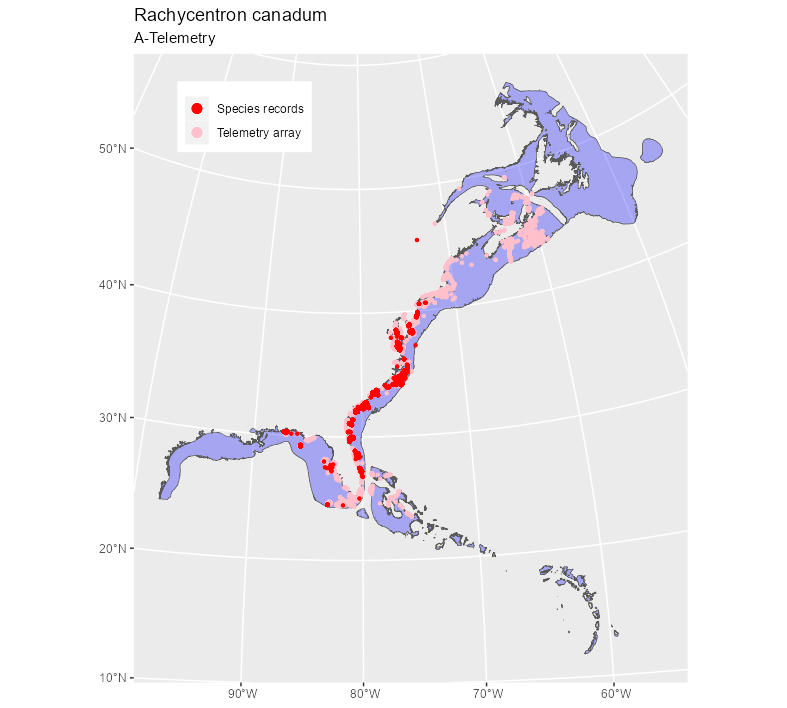 Rachycentron canadum
A-Telemetry
Species records
Telemetry array
50°N
40°N
30°N
20°N
10°N
90°W 80°W 70°W 60°W